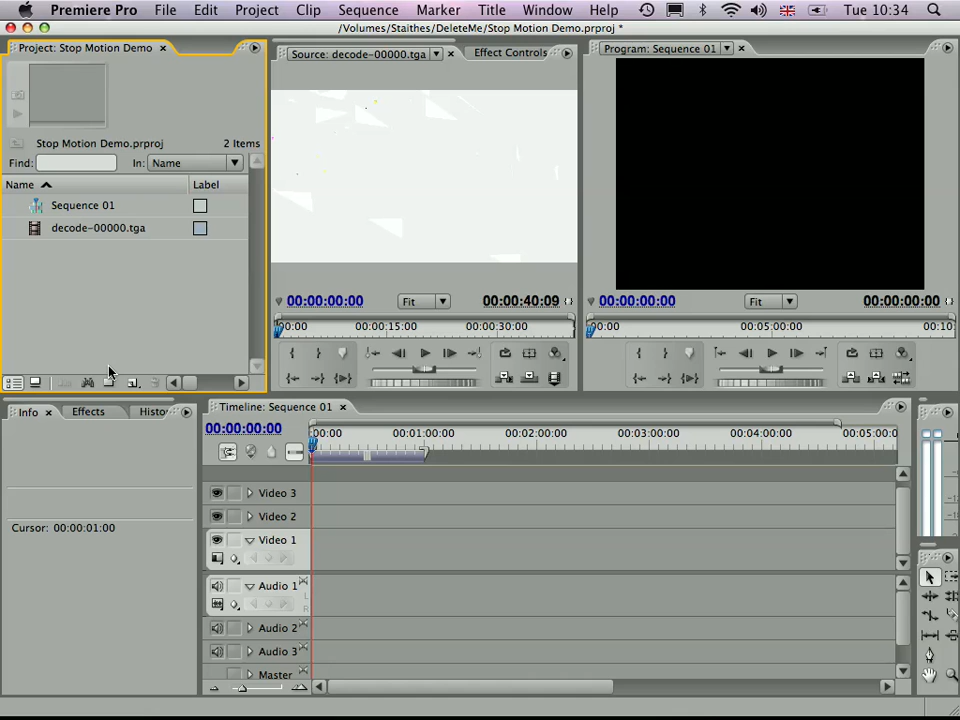 Premiere Pro File Edit Project Clip Sequence Marker Title Window Help Tue 10:34
/Volumes/Staithes/DeleteMe/Stop Motion Demo.prproj *
Project: Stop Motion Demo
Stop Motion Demo.prproj 2 Items
Find: In: Name
Name Label
Sequence 01
decode-00000.tga
Source: decode-00000.tga Effect Controls
00:00:00:00 Fit 00:00:40:09
00:00 00:00:15:00 00:00:30:00
Program: Sequence 01
00:00:00:00 Fit 00:00:00:00
00:00 00:05:00:00 00:10
Info Effects Histo
Cursor: 00:00:01:00
Timeline: Sequence 01
00:00:00:00 00:00 00:01:00:00 00:02:00:00 00:03:00:00 00:04:00:00 00:05:00:0
Video 3
Video 2
Video 1
Audio 1
L
R
Audio 2
Audio 3
Master